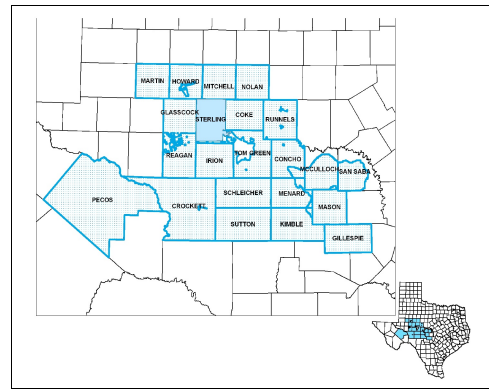 MARTIN
HOWARD
MITCHELL
NOLAN
GLASSCOCK
STERLING
COKE
RUNNELS
REAGAN
IRION
TOM GREEN
CONCHO
MCCULLOCH
SAN SABA
PECOS
CROCKETT
SCHLEICHER
MENARD
MASON
SUTTON
KIMBLE
GILLESPIE